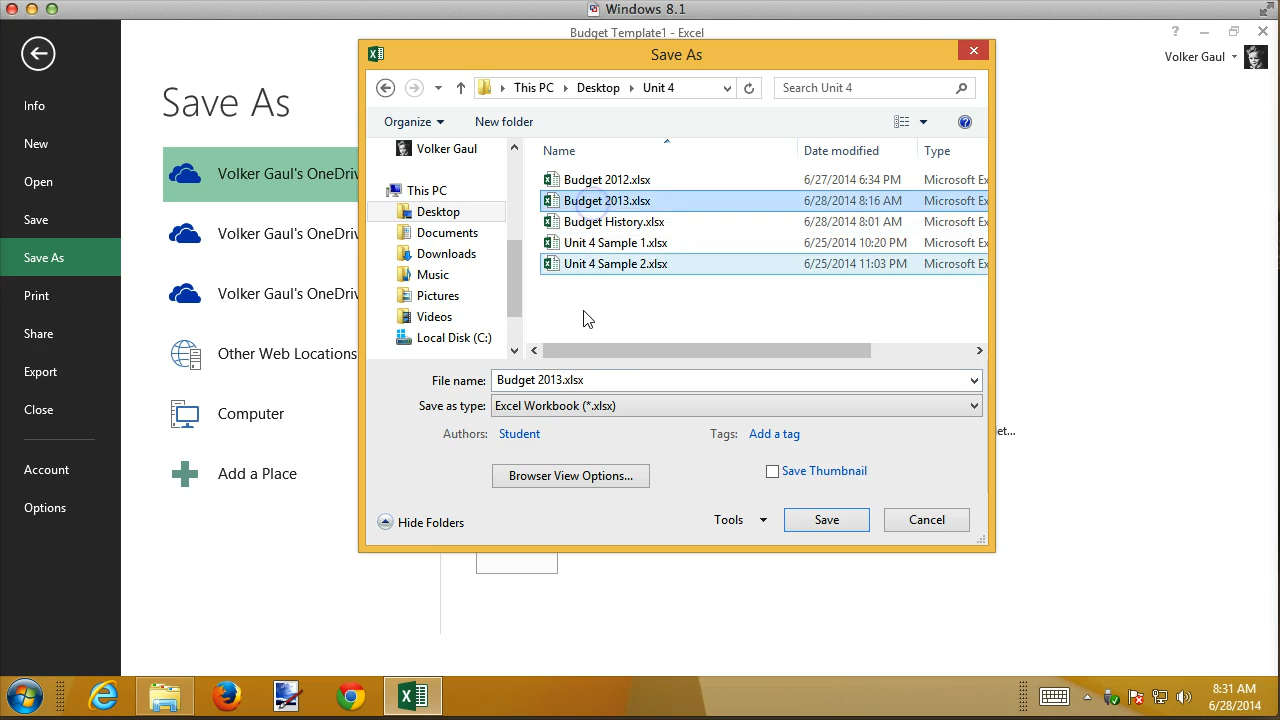 Windows 8.1
Budget Template1 - Excel
Volker Gaul
Info
New
Open
Save
Save As
Print
Share
Export
Close
Account
Options
Save As
Volker Gaul's OneDriv
Volker Gaul's OneDriv
Volker Gaul's OneDriv
Other Web Locations
Computer
Add a Place
Save As
This PC
Desktop
Unit 4
Search Unit 4
Organize
New folder
Volker Gaul
This PC
Desktop
Documents
Downloads
Music
Pictures
Videos
Local Disk (C:)
Name Date modified Type
Budget 2012.xlsx 6/27/2014 6:34 PM Microsoft Ex
Budget 2013.xlsx 6/28/2014 8:16 AM Microsoft Ex
Budget History.xlsx 6/28/2014 8:01 AM Microsoft Ex
Unit 4 Sample 1.xlsx 6/25/2014 10:20 PM Microsoft Ex
Unit 4 Sample 2.xlsx 6/25/2014 11:03 PM Microsoft Ex
File name: Budget 2013.xlsx
Save as type: Excel Workbook (*.xlsx)
Authors: Student Tags: Add a tag
Browser View Options...
Save Thumbnail
Hide Folders
Tools
Save
Cancel
et...
8:31 AM
6/28/2014